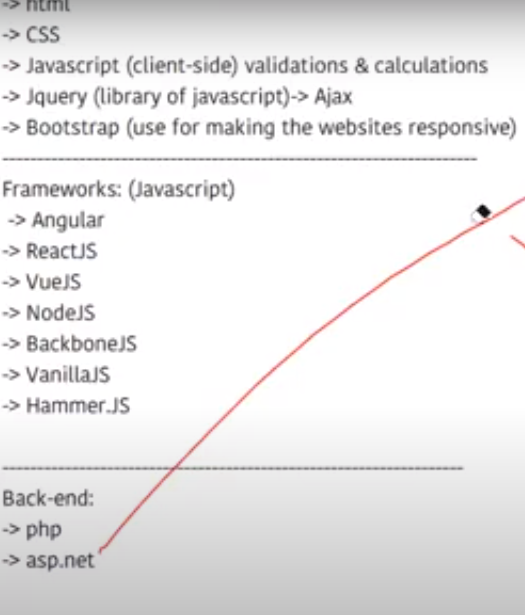 -> html
-> CSS
-> Javascript (client-side) validations & calculations
-> Jquery (library of javascript)-> Ajax
-> Bootstrap (use for making the websites responsive)
------------------------------------------------------------------------------------
Frameworks: (Javascript)
-> Angular
-> ReactJS
-> VueJS
-> NodeJS
-> BackboneJS
-> VanillaJS
-> Hammer.JS
----------------------------------------------------------------------------------
Back-end:
-> php
-> asp.net